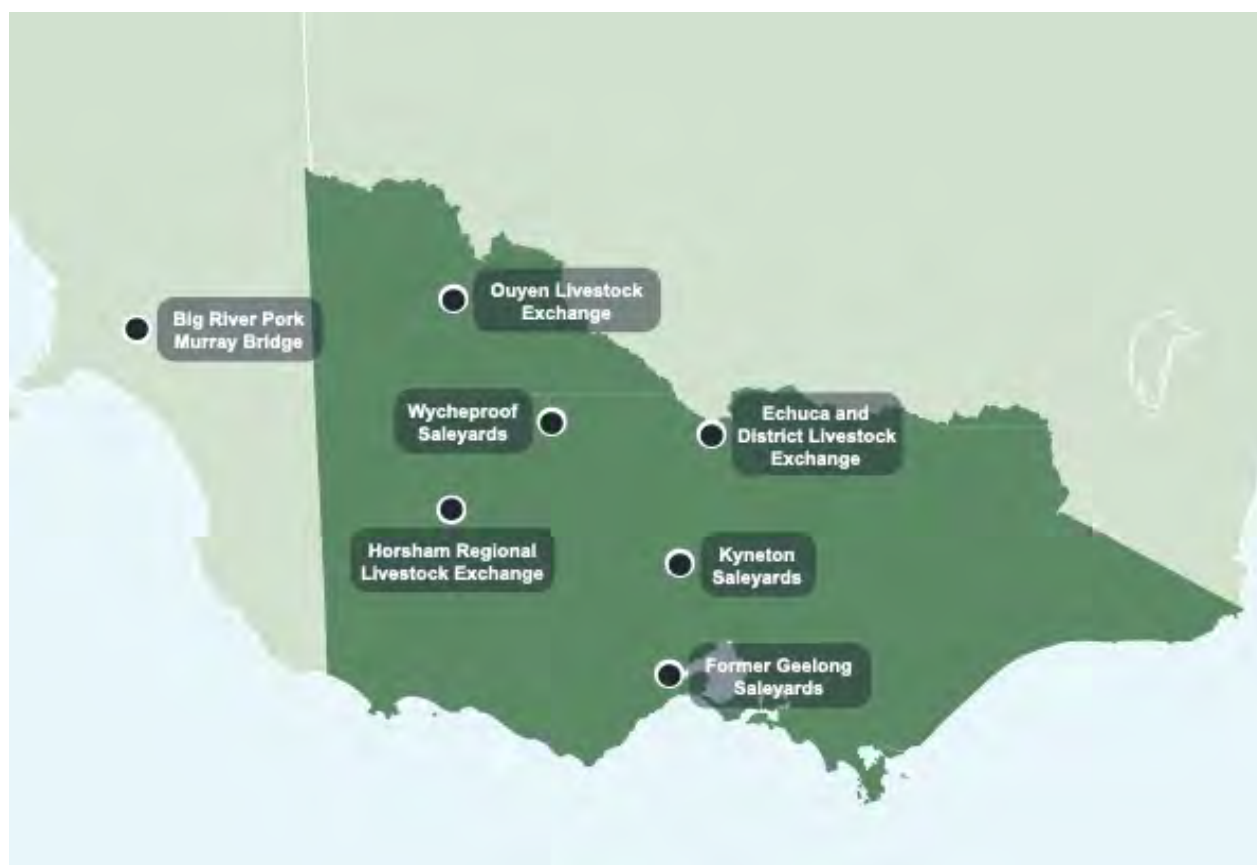 Ouyen Livestock
Exchange
Big River Pork
Murray Bridge
Wycheproof
Saleyards
Echuca and
District Livestock
Exchange
Horsham Regional
Livestock Exchange
Kyneton
Saleyards
Former Geelong
Saleyards